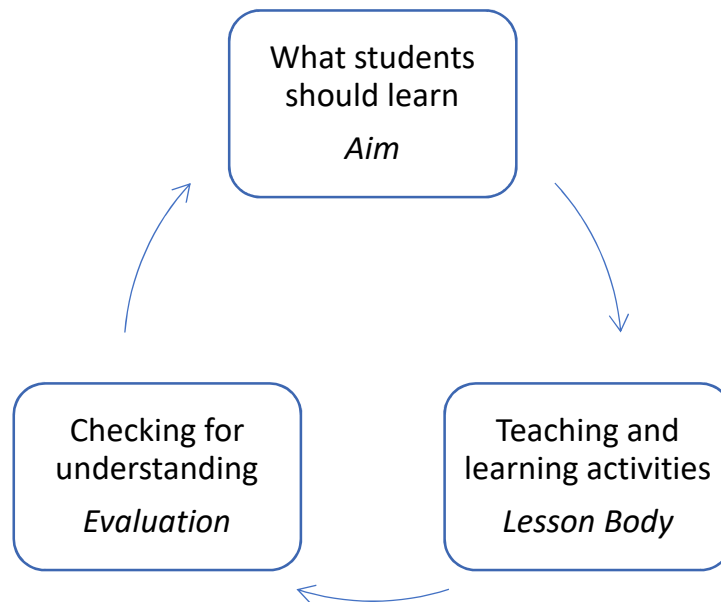 What students
should learn
Aim
Teaching and
learning activities
Lesson Body
Checking for
understanding
Evaluation